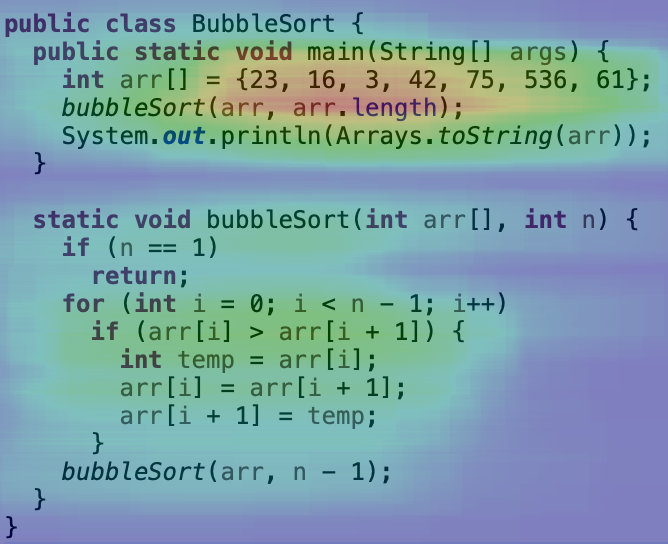 public class BubbleSort {
  public static void main(String[] args) {
    int arr[] = {23, 16, 3, 42, 75, 536, 61};
    bubbleSort(arr, arr.length);
    System.out.println(Arrays.toString(arr));
  }

  static void bubbleSort(int arr[], int n) {
    if (n == 1)
      return;
    for (int i = 0; i < n - 1; i++)
      if (arr[i] > arr[i + 1]) {
        int temp = arr[i];
        arr[i] = arr[i + 1];
        arr[i + 1] = temp;
      }
    bubbleSort(arr, n - 1);
  }
}